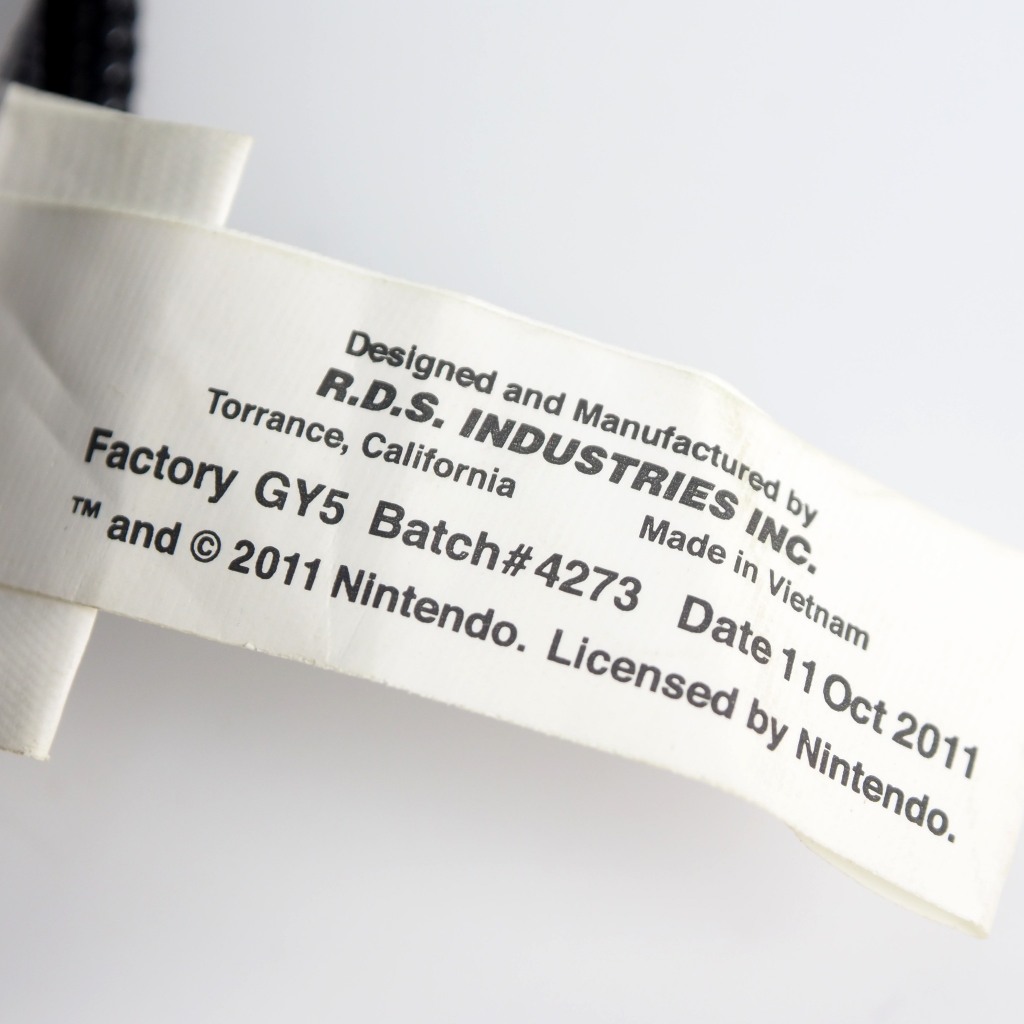 Designed and Manufactured by
R.D.S. INDUSTRIES INC.
Torrance, California Made in Vietnam
Factory GY5 Batch#4273 Date 11 Oct 2011
™ and © 2011 Nintendo. Licensed by Nintendo.